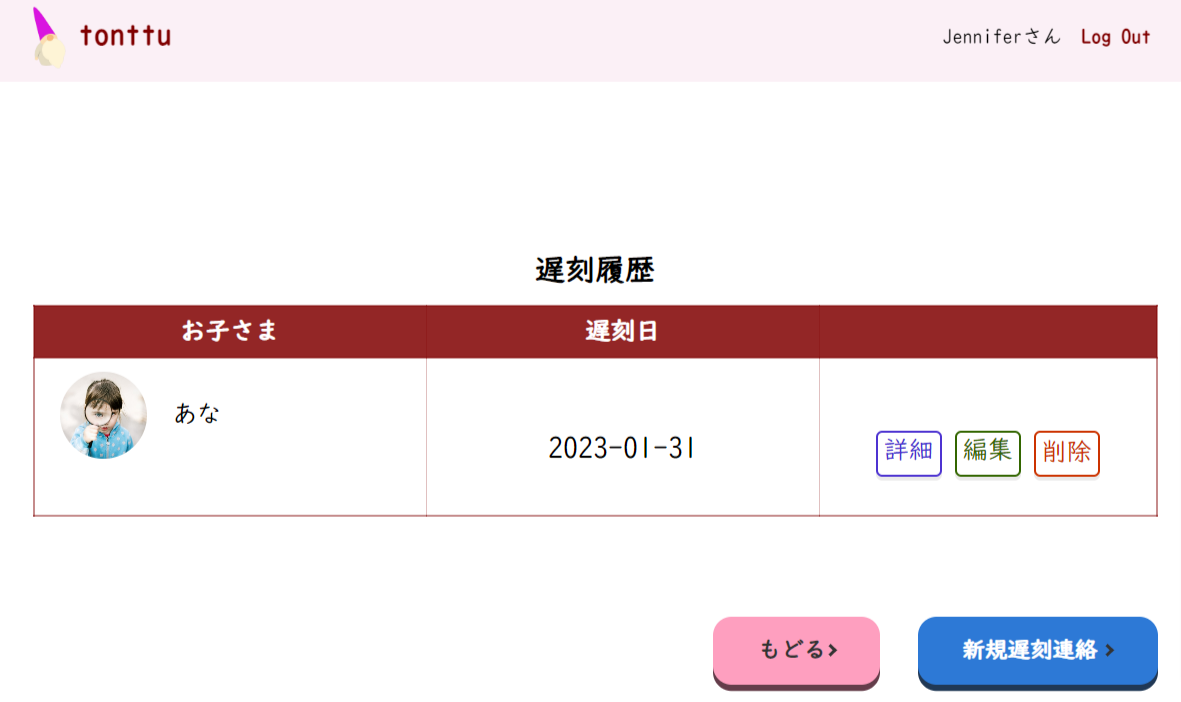 tonttu
Jenniferさん Log Out
遅刻履歴
お子さま 遅刻日
あな
2023-01-31 詳細 編集 削除
もどる> 新規遅刻連絡 >